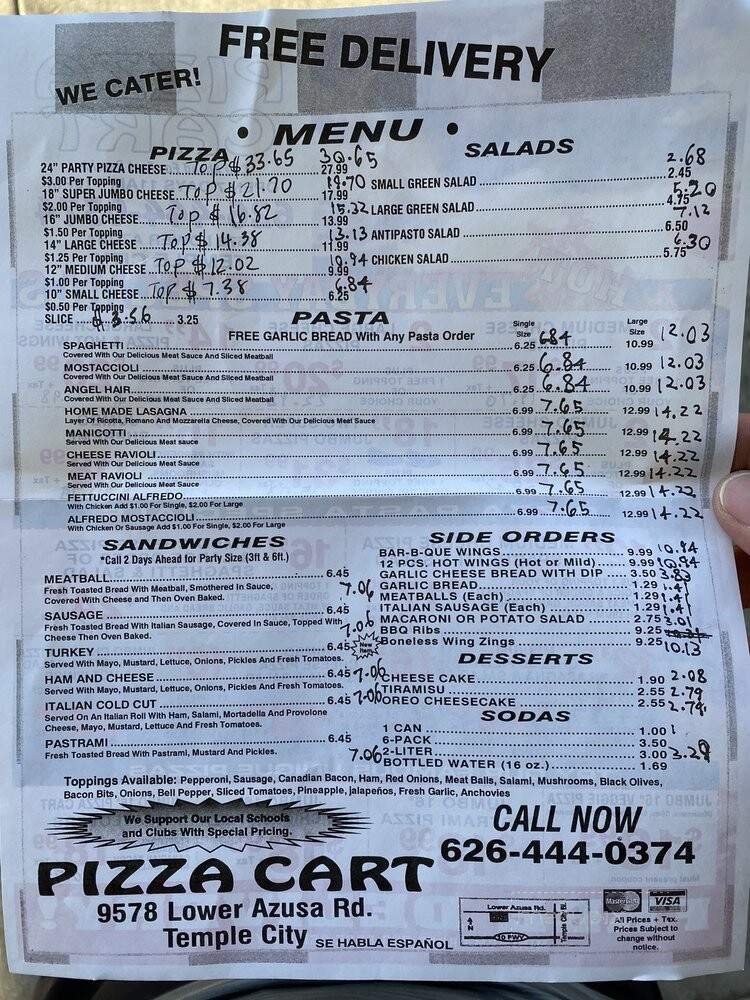 FREE DELIVERY
WE CATER!
• MENU •
PIZZA
24" PARTY PIZZA CHEESE ... Top $ 33.65 27.99 30.65
$3.00 Per Topping
18" SUPER JUMBO CHEESE Top $ 21.70 17.99 19.70
$2.00 Per Topping
16" JUMBO CHEESE ... Top $ 16.82 13.99 15.32
$1.50 Per Topping
14" LARGE CHEESE ... Top $ 14.38 11.99 13.13
$1.25 Per Topping
12" MEDIUM CHEESE ... Top $ 12.02 9.99 10.94
$1.00 Per Topping
10" SMALL CHEESE ... Top $ 7.38 6.25 6.84
$0.50 Per Topping
SLICE ... $ 3.56 ... 3.25
SALADS
SMALL GREEN SALAD ... 2.45 2.68
LARGE GREEN SALAD ... 4.75 5.20
ANTIPASTO SALAD ... 6.50 7.12
CHICKEN SALAD ... 5.75 6.30
PASTA
FREE GARLIC BREAD With Any Pasta Order
Single Size
Large Size
SPAGHETTI ... 6.25 6.84 10.99 12.03
Covered With Our Delicious Meat Sauce And Sliced Meatball
MOSTACCIOLI ... 6.25 6.84 10.99 12.03
Covered With Our Delicious Meat Sauce And Sliced Meatball
ANGEL HAIR ... 6.25 6.84 10.99 12.03
Covered With Our Delicious Meat Sauce And Sliced Meatball
HOME MADE LASAGNA ... 6.99 7.65 12.99 14.22
Layer Of Ricotta, Romano And Mozzarella Cheese, Covered With Our Delicious Meat Sauce
MANICOTTI ... 6.99 7.65 12.99 14.22
Served With Our Delicious Meat Sauce
CHEESE RAVIOLI ... 6.99 7.65 12.99 14.22
Served With Our Delicious Meat Sauce
MEAT RAVIOLI ... 6.99 7.65 12.99 14.22
Served With Our Delicious Meat Sauce
FETTUCCINI ALFREDO ... 6.99 7.65 12.99 14.22
With Chicken Add $1.00 For Single, $2.00 For Large
ALFREDO MOSTACCIOLI ... 6.99 7.65 12.99 14.22
With Chicken Or Sausage Add $1.00 For Single, $2.00 For Large
SANDWICHES
*Call 2 Days Ahead for Party Size (3ft & 6ft.)
MEATBALL ... 6.45
Fresh Toasted Bread With Meatball, Smothered In Sauce, 7.06
Covered With Cheese and Then Oven Baked.
SAUSAGE ... 6.45
Fresh Toasted Bread With Italian Sausage, Covered In Sauce, Topped With 7.06
Cheese Then Oven Baked.
TURKEY ... 6.45
Served With Mayo, Mustard, Lettuce, Onions, Pickles And Fresh Tomatoes.
HAM AND CHEESE ... 6.45 7.06
Served With Mayo, Mustard, Lettuce, Onions, Pickles And Fresh Tomatoes.
ITALIAN COLD CUT ... 6.45 7.06
Served On An Italian Roll With Ham, Salami, Mortadella And Provolone
Cheese, Mayo, Mustard, Lettuce And Fresh Tomatoes.
PASTRAMI ... 6.45
Fresh Toasted Bread With Pastrami, Mustard And Pickles. 7.06
SIDE ORDERS
BAR-B-QUE WINGS ... 9.99 10.94
12 PCS. HOT WINGS (Hot or Mild) ... 9.99 10.94
GARLIC CHEESE BREAD WITH DIP ... 3.50 3.83
GARLIC BREAD ... 1.29 1.41
MEATBALLS (Each) ... 1.29 1.41
ITALIAN SAUSAGE (Each) ... 1.29 1.41
MACARONI OR POTATO SALAD ... 2.75 3.01
BBQ Ribs ... 9.25
New Item Boneless Wing Zings ... 9.25 10.13
DESSERTS
CHEESE CAKE ... 1.90 2.08
TIRAMISU ... 2.55 2.79
OREO CHEESECAKE ... 2.55 2.79
SODAS
1 CAN ... 1.00
6-PACK ... 3.50
2-LITER ... 3.00 3.29
BOTTLED WATER (16 oz.) ... 1.69
Toppings Available: Pepperoni, Sausage, Canadian Bacon, Ham, Red Onions, Meat Balls, Salami, Mushrooms, Black Olives,
Bacon Bits, Onions, Bell Pepper, Sliced Tomatoes, Pineapple, jalapeños, Fresh Garlic, Anchovies
We Support Our Local Schools
and Clubs With Special Pricing.
CALL NOW
626-444-0374
PIZZA CART
9578 Lower Azusa Rd.
Temple City SE HABLA ESPAÑOL
Lower Azusa Rd.
Temple City Bl.
N
10 FWY
MasterCard VISA
All Prices + Tax.
Prices Subject to
change without
notice.